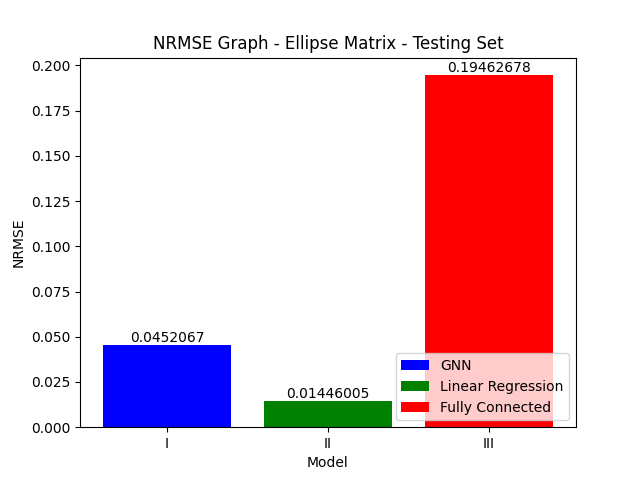 NRMSE Graph - Ellipse Matrix - Testing Set
0.200
0.175
0.150
0.125
0.100
0.075
0.050
0.025
0.000
NRMSE
0.0452067
0.01446005
0.19462678
GNN
Linear Regression
Fully Connected
I
II
III
Model